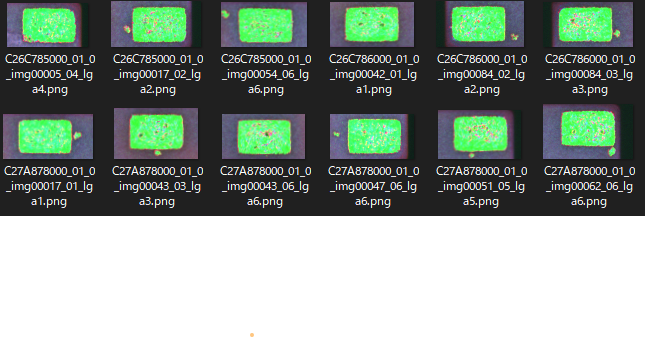 C26C785000_01_0 C26C785000_01_0 C26C785000_01_0 C26C786000_01_0 C26C786000_01_0 C26C786000_01_0
_img00005_04_lg _img00017_02_lg _img00054_06_lg _img00042_01_lg _img00084_02_lg _img00084_03_lg
a4.png a2.png a6.png a1.png a2.png a3.png
C27A878000_01_0 C27A878000_01_0 C27A878000_01_0 C27A878000_01_0 C27A878000_01_0 C27A878000_01_0
_img00017_01_lg _img00043_03_lg _img00043_06_lg _img00047_06_lg _img00051_05_lg _img00062_06_lg
a1.png a3.png a6.png a6.png a5.png a6.png